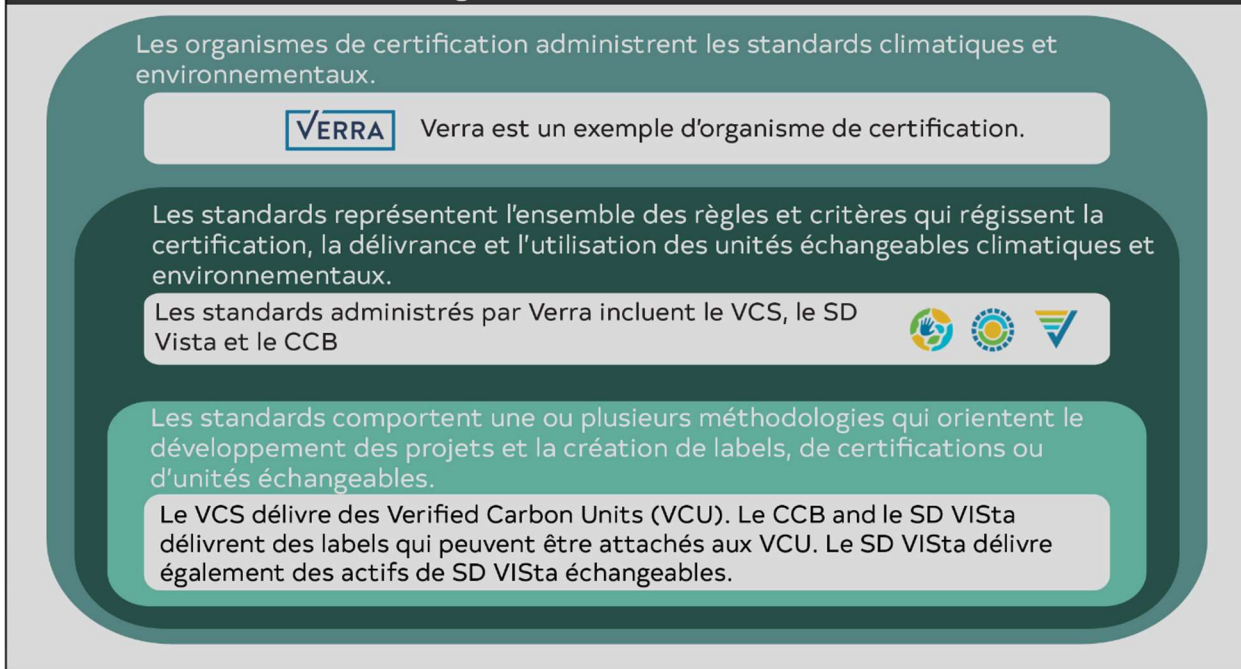 Les organismes de certification administrent les standards climatiques et
environnementaux.
VERRA Verra est un exemple d'organisme de certification.
Les standards représentent l'ensemble des règles et critères qui régissent la
certification, la délivrance et l'utilisation des unités échangeables climatiques et
environnementaux.
Les standards administrés par Verra incluent le VCS, le SD
Vista et le CCB
Les standards comportent une ou plusieurs méthodologies qui orientent le
développement des projets et la création de labels, de certifications ou
d'unités échangeables.
Le VCS délivre des Verified Carbon Units (VCU). Le CCB and le SD VISta
délivrent des labels qui peuvent être attachés aux VCU. Le SD VISta délivre
également des actifs de SD VISta échangeables.